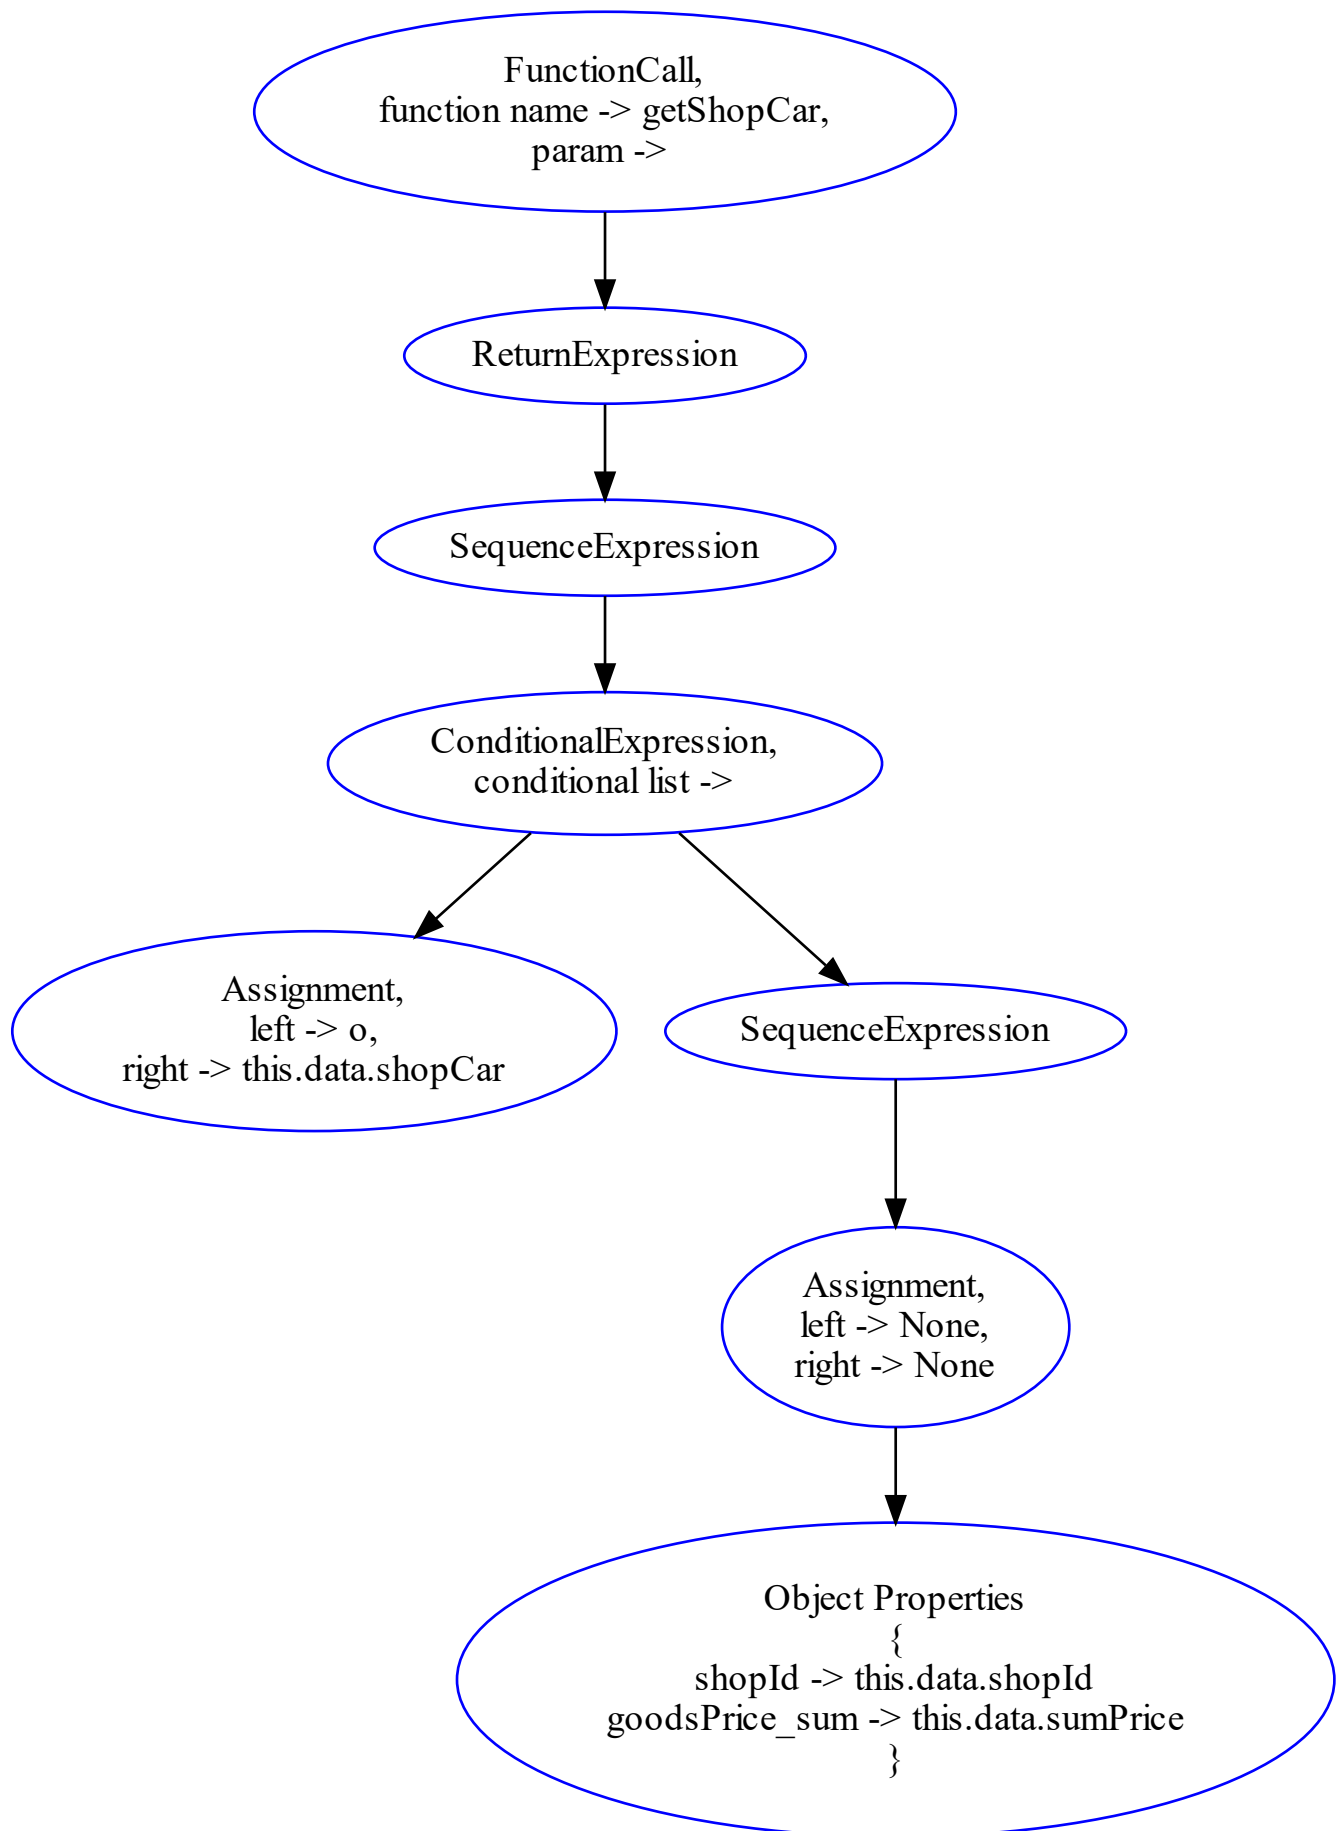 FunctionCall,
function name -> getShopCar,
param ->
ReturnExpression
SequenceExpression
ConditionalExpression,
conditional list ->
Assignment,
left -> o,
right -> this.data.shopCar
SequenceExpression
Assignment,
left -> None,
right -> None
Object Properties
{
shopId -> this.data.shopId
goodsPrice_sum -> this.data.sumPrice
}